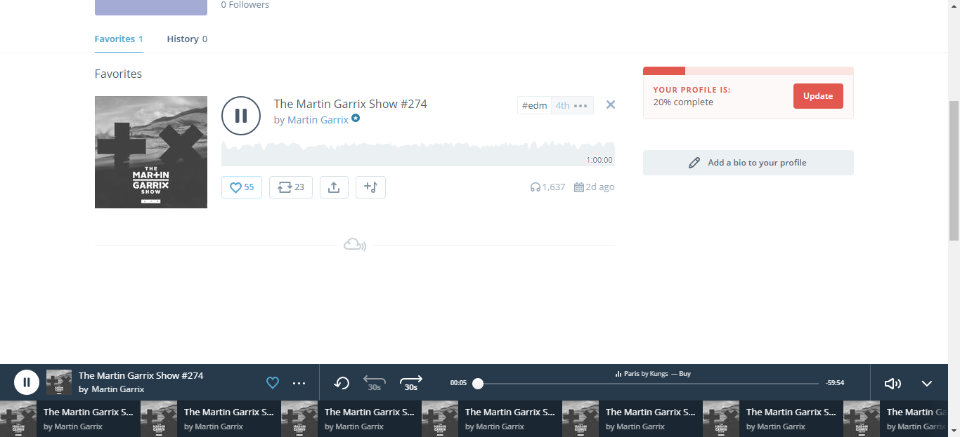 0 Followers
Favorites 1
History 0
Favorites
The Martin Garrix Show #274
by Martin Garrix
#edm 4th •••
1:00:00
55
23
1,637
2d ago
THE
MARTIN
GARRIX
SHOW
YOUR PROFILE IS:
20% complete
Update
Add a bio to your profile
The Martin Garrix Show #274
by Martin Garrix
30s
30s
00:05
Paris by Kungs — Buy
-59:54
The Martin Garrix S...
by Martin Garrix
The Martin Garrix S...
by Martin Garrix
The Martin Garrix S...
by Martin Garrix
The Martin Garrix S...
by Martin Garrix
The Martin Garrix S...
by Martin Garrix
The Martin Garrix S...
by Martin Garrix
The Martin G
by Martin Ga